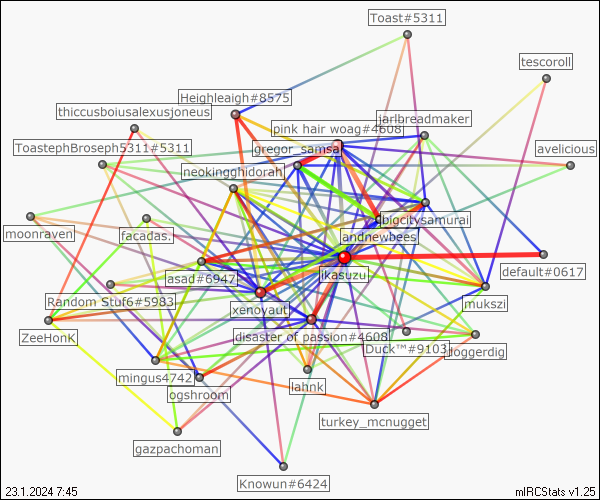 Toast#5311
tescoroll
Heighleaigh#8575
thiccusboiusalexusjoneus
jarlbreadmaker
pink hair woag#4608
ToastephBroseph5311#5311
gregor_samsa
avelicious
neokingghidorah
bigcitysamurai
moonraven
facadas.
andnewbees
default#0617
asad#6947
ikasuzu
Random Stuf6#5983
mukszi
xenoyaut
ZeeHonK
disaster of passion#4608
Duck™#9103
joggerdig
mingus4742
ogshroom
lahnk
turkey_mcnugget
gazpachoman
Knowun#6424
23.1.2024 7:45
mIRCStats v1.25